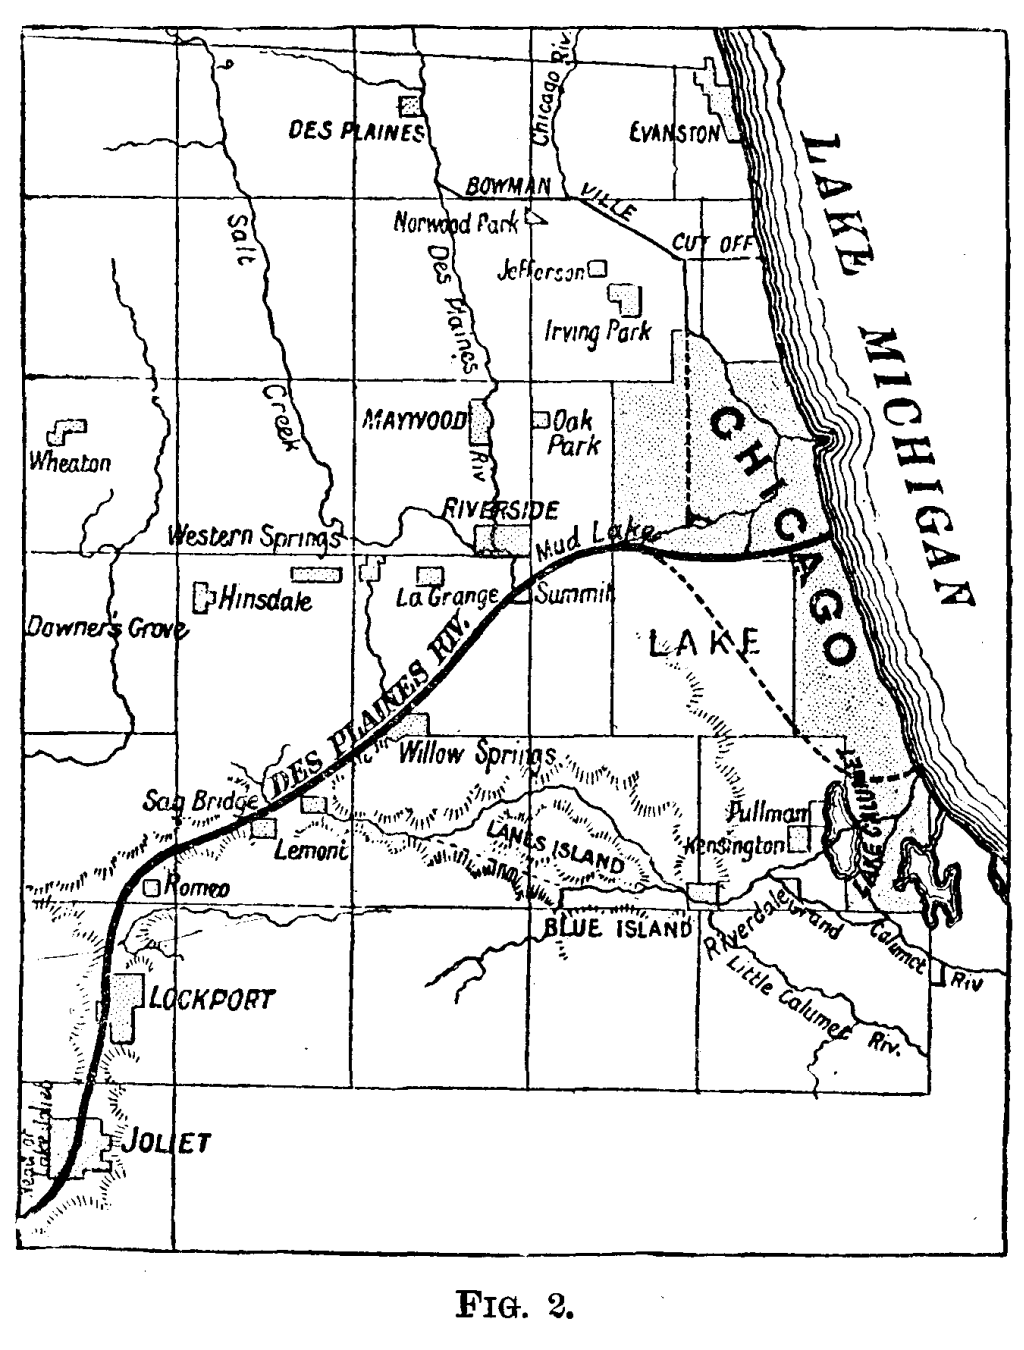 Chicago Riv.
DES PLAINES
EVANSTON
LAKE MICHIGAN
BOWMAN VILLE
CUT OFF
Norwood Park
Salt Creek
Des Plaines Riv
Jefferson
Irving Park
MAYWOOD
Oak
Park
CHICAGO
Wheaton
RIVERSIDE
Western Springs
Mud Lake
Hinsdale
La Grange
Summit
Downer's Grove
LAKE
DES PLAINES RIV.
Willow Springs
LAKE CALUMET
Sag Bridge
Pullman
LANES ISLAND
Kensington
Lemont
Romeo
Riverdale
Grand Calumet Riv
BLUE ISLAND
Little Calumet Riv.
LOCKPORT
Head of
Lake Joliet
JOLIET
FIG. 2.